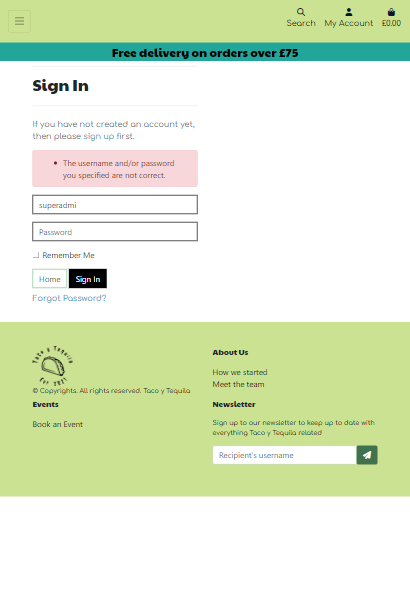 Search
My Account
£0.00
Free delivery on orders over £75
Sign In
If you have not created an account yet,
then please sign up first.
The username and/or password
you specified are not correct.
superadmi
Password
Remember Me
Home
Sign In
Forgot Password?
Taco y Tequila
© Copyrights. All rights reserved. Taco y Tequila
Events
Book an Event
About Us
How we started
Meet the team
Newsletter
Sign up to our newsletter to keep up to date with
everything Taco y Tequila related
Recipient's username